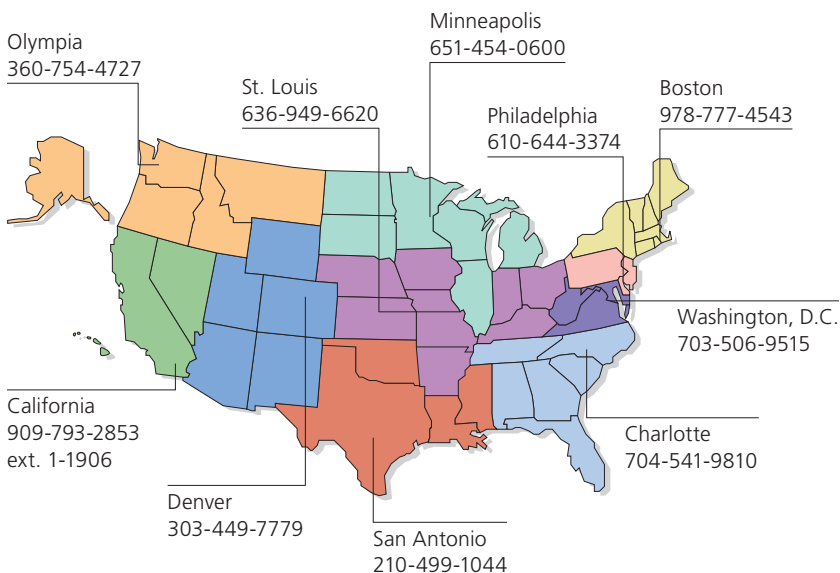 Olympia
360-754-4727
St. Louis
636-949-6620
Minneapolis
651-454-0600
Philadelphia
610-644-3374
Boston
978-777-4543
Washington, D.C.
703-506-9515
California
909-793-2853
ext. 1-1906
Charlotte
704-541-9810
Denver
303-449-7779
San Antonio
210-499-1044